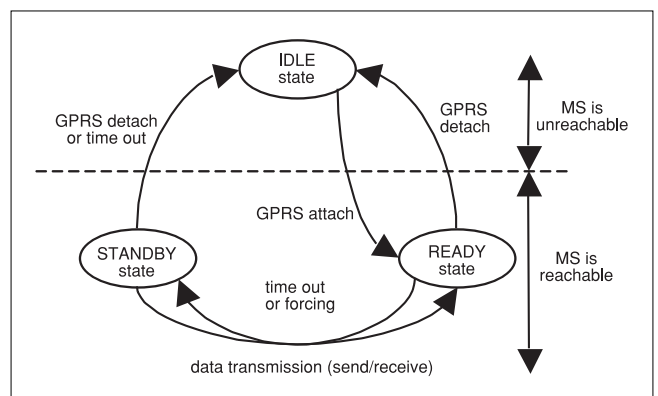 IDLE
state
GPRS detach
or time out
GPRS
detach
MS is
unreachable
GPRS attach
STANDBY
state
READY
state
MS is
reachable
time out
or forcing
data transmission (send/receive)